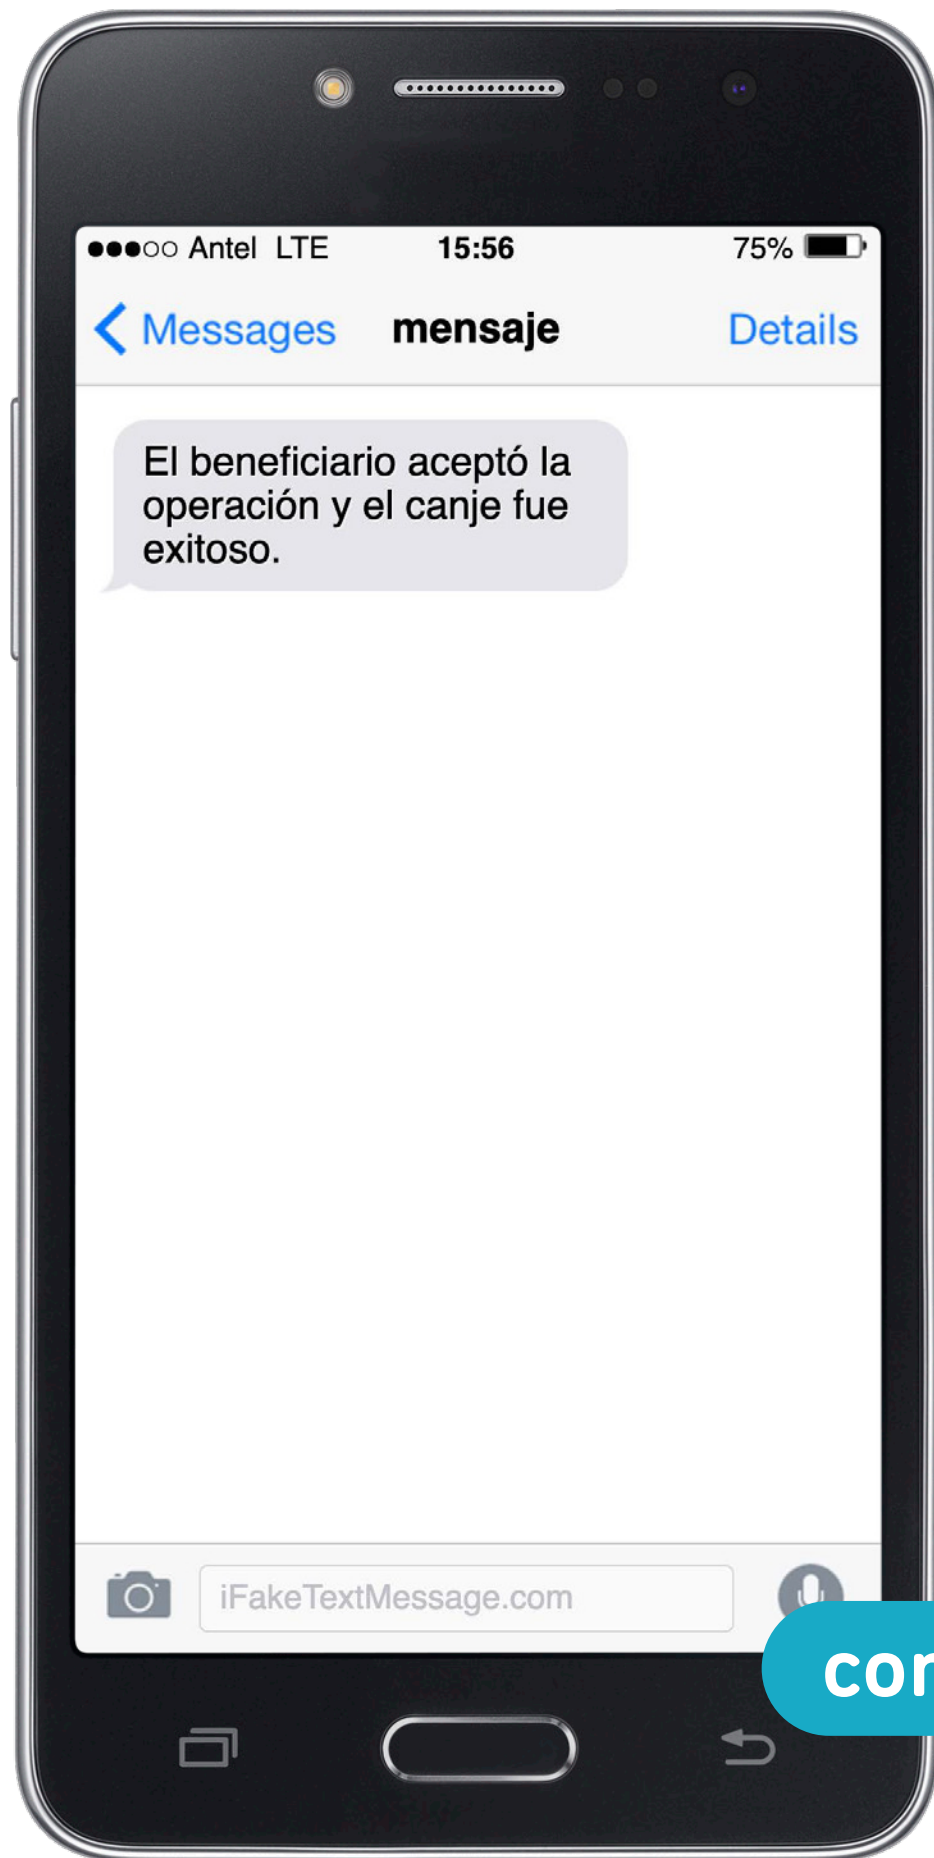 Antel LTE 15:56 75%
Messages mensaje Details
El beneficiario aceptó la
operación y el canje fue
exitoso.
iFakeTextMessage.com